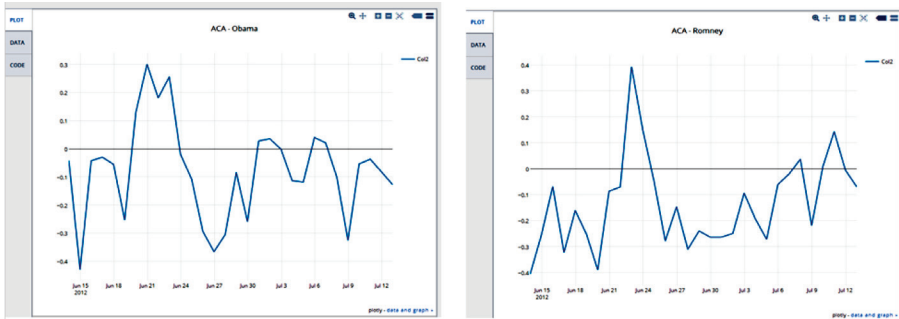 PLOT
DATA
CODE
ACA - Obama
Col2
0.3
0.2
0.1
0
−0.1
−0.2
−0.3
−0.4
Jun 15 Jun 18 Jun 21 Jun 24 Jun 27 Jun 30 Jul 3 Jul 6 Jul 9 Jul 12
2012
plotly - data and graph »
PLOT
DATA
CODE
ACA - Romney
Col2
0.4
0.3
0.2
0.1
0
−0.1
−0.2
−0.3
−0.4
Jun 15 Jun 18 Jun 21 Jun 24 Jun 27 Jun 30 Jul 3 Jul 6 Jul 9 Jul 12
2012
plotly - data and graph »